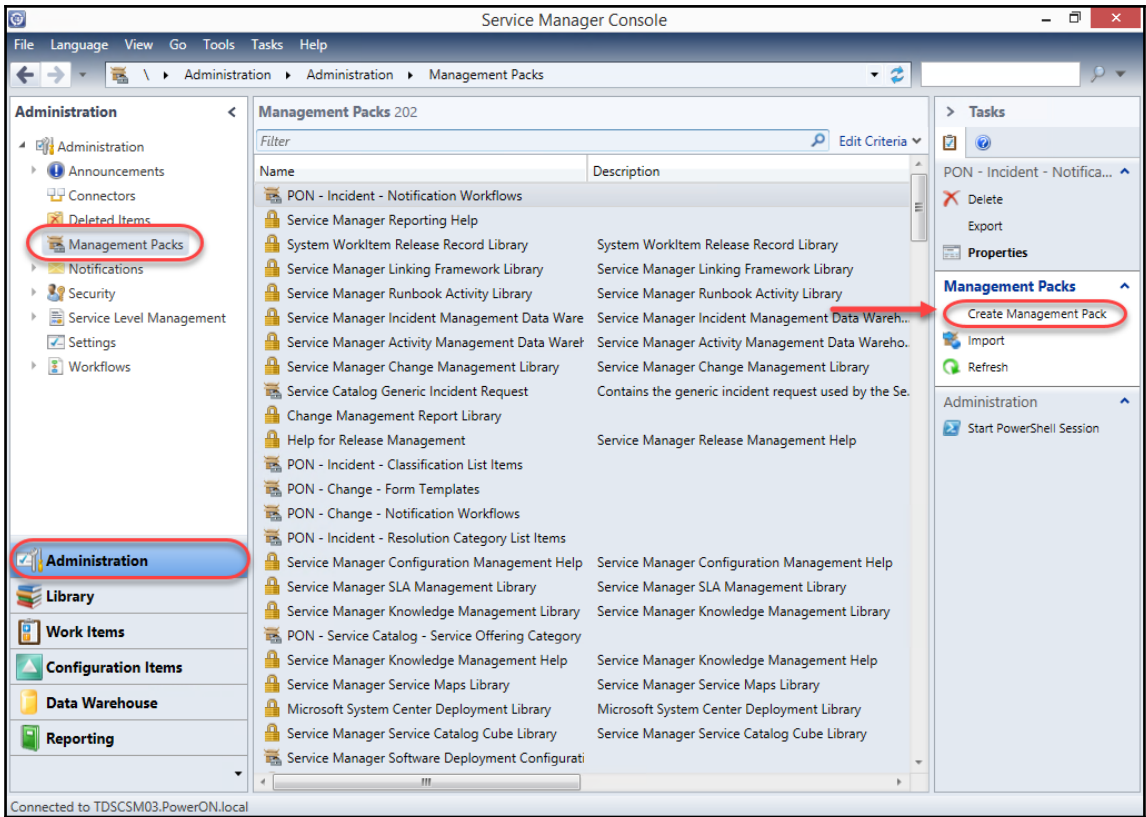 Service Manager Console
File Language View Go Tools Tasks Help
\ Administration Administration Management Packs
Administration
Administration
Announcements
Connectors
Deleted Items
Management Packs
Notifications
Security
Service Level Management
Settings
Workflows
Administration
Library
Work Items
Configuration Items
Data Warehouse
Reporting
Management Packs 202
Filter Edit Criteria
Name Description
PON - Incident - Notification Workflows
Service Manager Reporting Help
System WorkItem Release Record Library System WorkItem Release Record Library
Service Manager Linking Framework Library Service Manager Linking Framework Library
Service Manager Runbook Activity Library Service Manager Runbook Activity Library
Service Manager Incident Management Data Ware Service Manager Incident Management Data Wareh...
Service Manager Activity Management Data Wareh Service Manager Activity Management Data Wareho..
Service Manager Change Management Library Service Manager Change Management Library
Service Catalog Generic Incident Request Contains the generic incident request used by the Se.
Change Management Report Library
Help for Release Management Service Manager Release Management Help
PON - Incident - Classification List Items
PON - Change - Form Templates
PON - Change - Notification Workflows
PON - Incident - Resolution Category List Items
Service Manager Configuration Management Help Service Manager Configuration Management Help
Service Manager SLA Management Library Service Manager SLA Management Library
Service Manager Knowledge Management Library Service Manager Knowledge Management Library
PON - Service Catalog - Service Offering Category
Service Manager Knowledge Management Help Service Manager Knowledge Management Help
Service Manager Service Maps Library Service Manager Service Maps Library
Microsoft System Center Deployment Library Microsoft System Center Deployment Library
Service Manager Service Catalog Cube Library Service Manager Service Catalog Cube Library
Service Manager Software Deployment Configurati
Tasks
PON - Incident - Notifica...
Delete
Export
Properties
Management Packs
Create Management Pack
Import
Refresh
Administration
Start PowerShell Session
Connected to TDSCSM03.PowerON.local